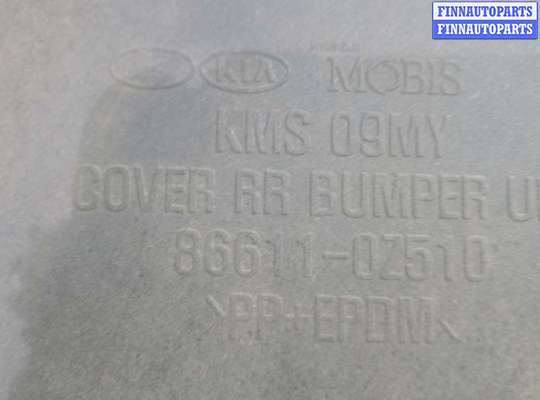 FINNAUTOPARTS
FINNAUTOPARTS
KIA MOBIS
KMS 09MY
COVER RR BUMPER
86611-0Z510
>PP+EPDM<